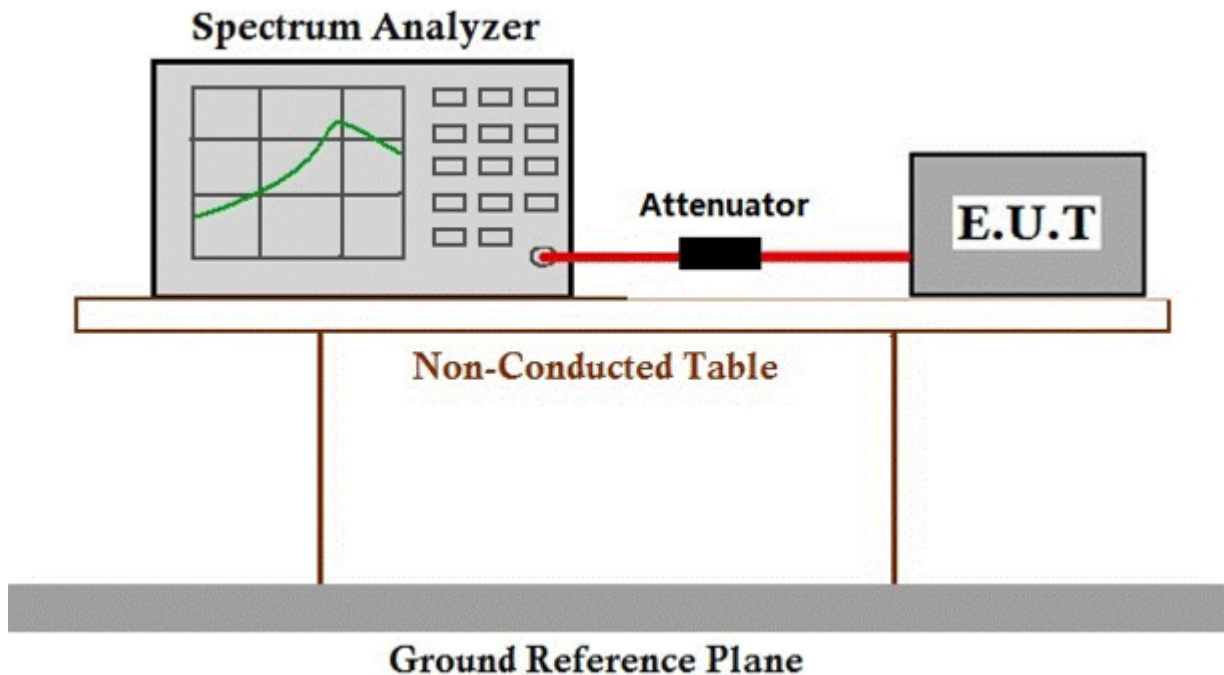 Spectrum Analyzer
Attenuator
E.U.T
Non-Conducted Table
Ground Reference Plane